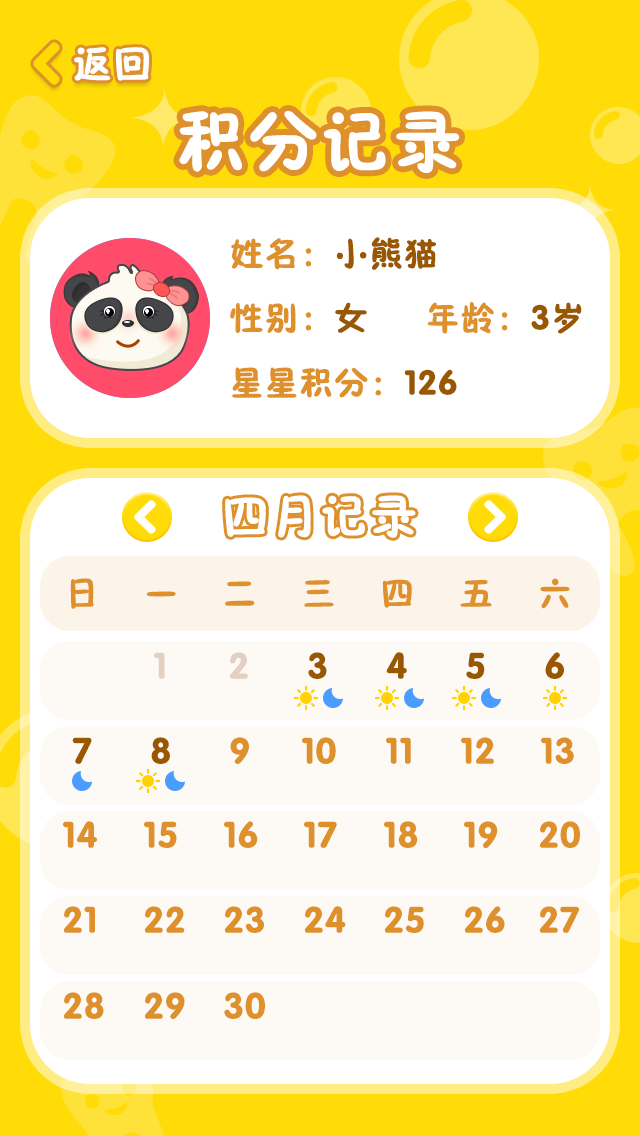 返回
积分记录
姓名：小熊猫
性别：女 年龄：3岁
星星积分：126
四月记录
日 一 二 三 四 五 六
1 2 3 4 5 6
7 8 9 10 11 12 13
14 15 16 17 18 19 20
21 22 23 24 25 26 27
28 29 30